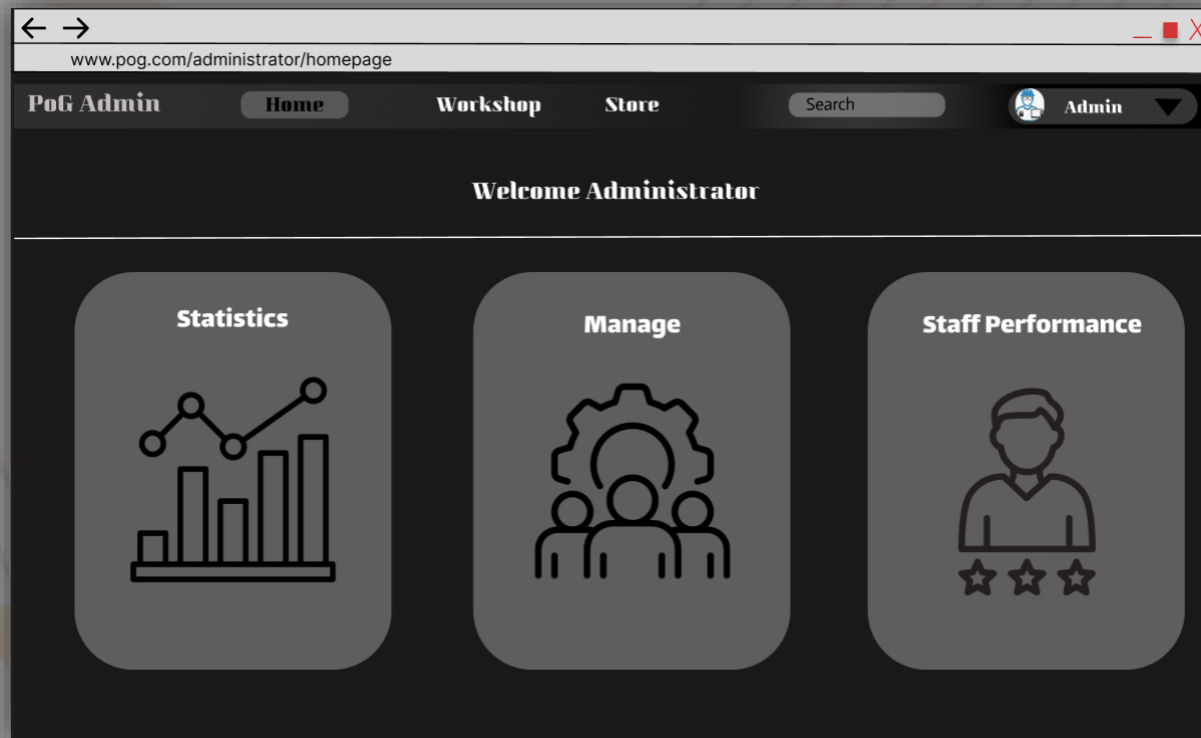 www.pog.com/administrator/homepage
PoG Admin Home Workshop Store Search Admin
Welcome Administrator
Statistics Manage Staff Performance